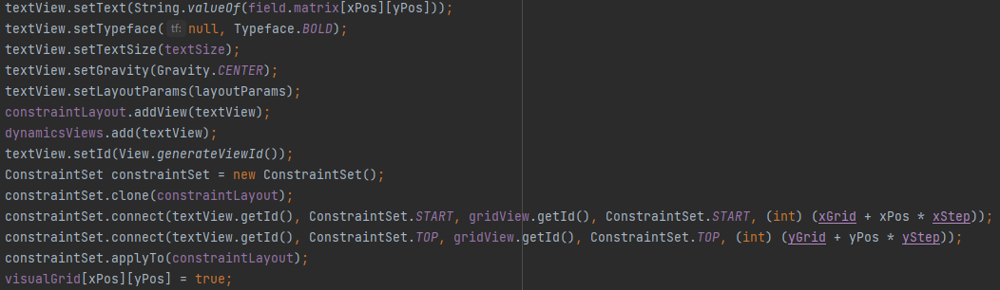 textView.setText(String.valueOf(field.matrix[xPos][yPos]));
textView.setTypeface( tf: null, Typeface.BOLD);
textView.setTextSize(textSize);
textView.setGravity(Gravity.CENTER);
textView.setLayoutParams(layoutParams);
constraintLayout.addView(textView);
dynamicsViews.add(textView);
textView.setId(View.generateViewId());
ConstraintSet constraintSet = new ConstraintSet();
constraintSet.clone(constraintLayout);
constraintSet.connect(textView.getId(), ConstraintSet.START, gridView.getId(), ConstraintSet.START, (int) (xGrid + xPos * xStep));
constraintSet.connect(textView.getId(), ConstraintSet.TOP, gridView.getId(), ConstraintSet.TOP, (int) (yGrid + yPos * yStep));
constraintSet.applyTo(constraintLayout);
visualGrid[xPos][yPos] = true;